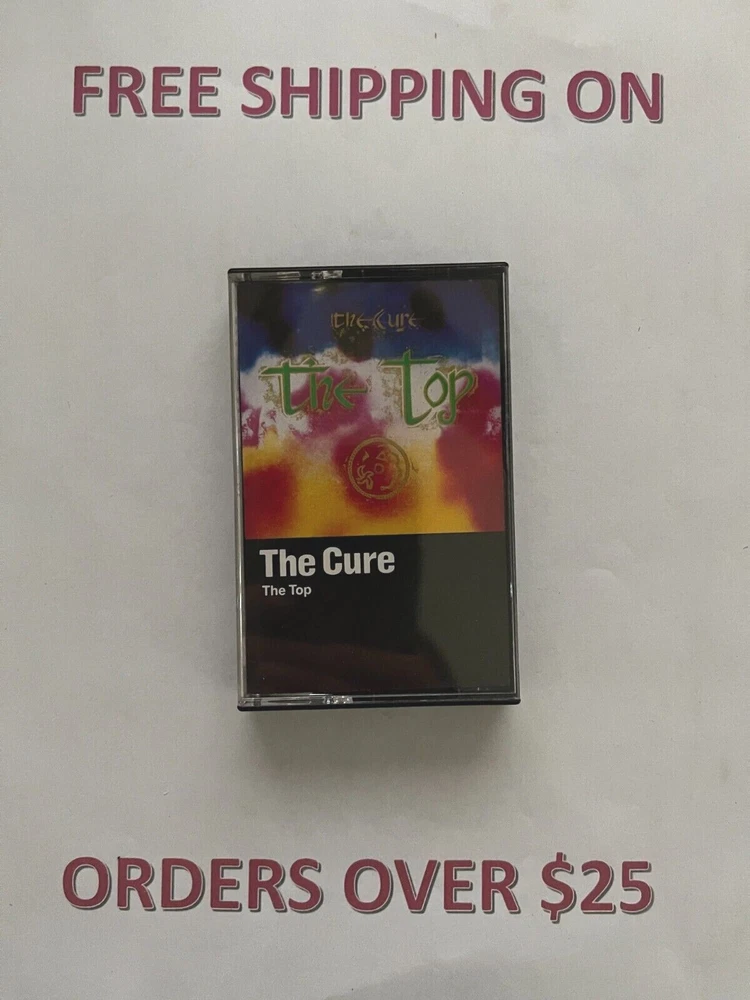 FREE SHIPPING ON
the Cure
the top
The Cure
The Top
ORDERS OVER $25